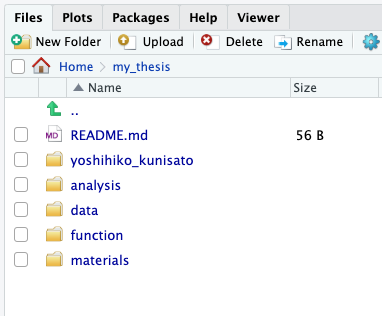 Files Plots Packages Help Viewer
New Folder Upload Delete Rename
Home my_thesis
Name Size
..
MD README.md 56 B
yoshihiko_kunisato
analysis
data
function
materials